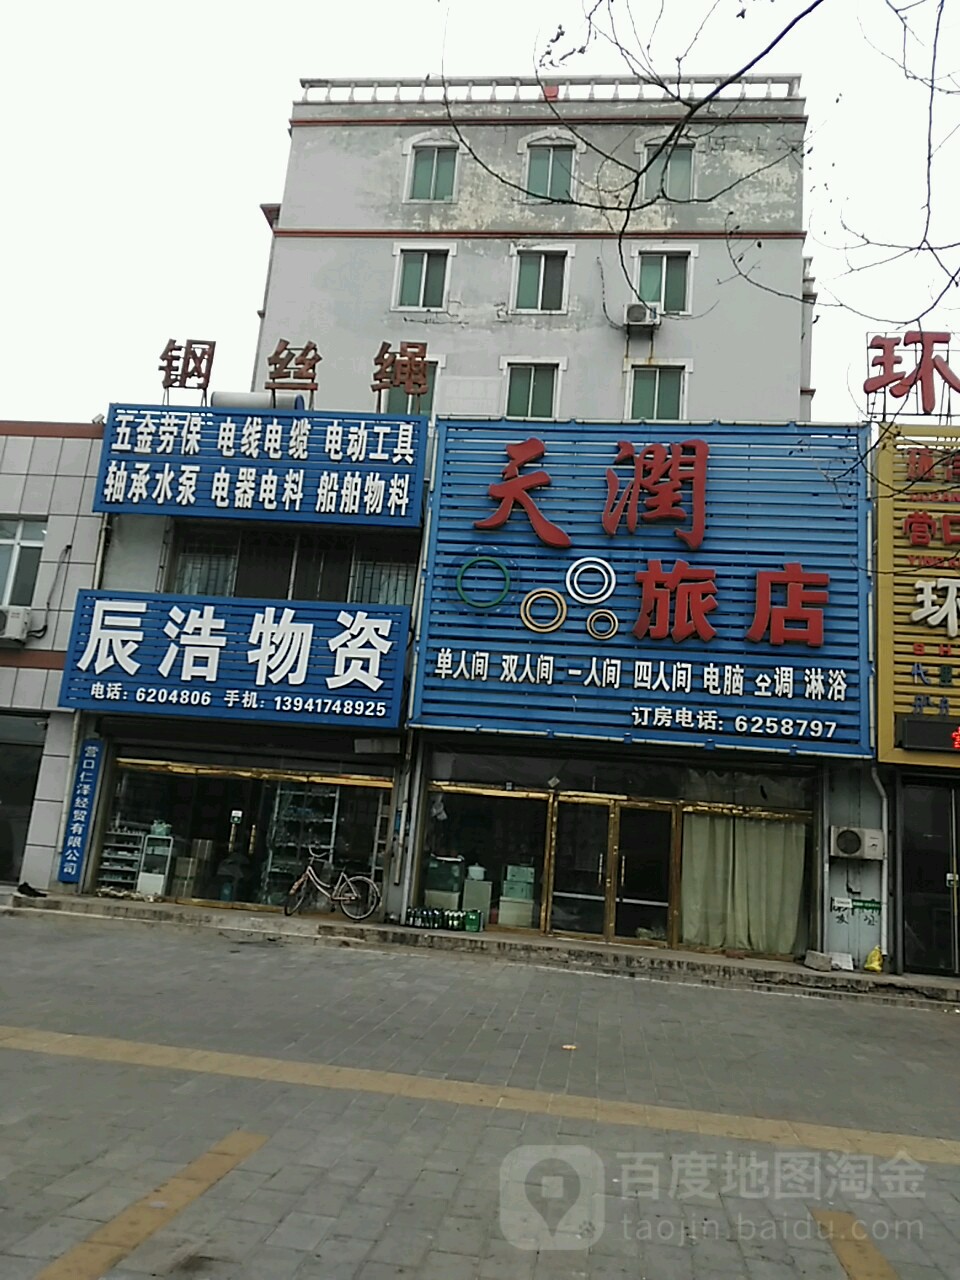 钢丝绳
五金劳保 电线电缆 电动工具
轴承水泵 电器电料 船舶物料
辰浩物资
电话：6204806 手机：13941748925
营口仁泽经贸有限公司
天潤
旅店
单人间 双人间 一人间 四人间 电脑 空调 淋浴
订房电话：6258797
环
营口
环
百度地图淘金
taojin.baidu.com